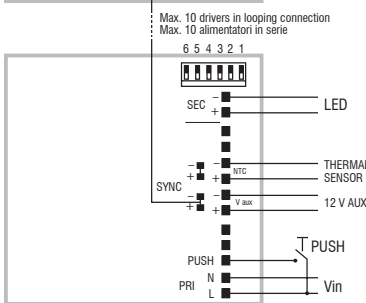 Max. 10 drivers in looping connection
Max. 10 alimentatori in serie
6 5 4 3 2 1
SEC
−
+
LED
SYNC
−
+
−
+
−
+
NTC
THERMAL
SENSOR
−
+
V aux
12 V AUX
PUSH
PUSH
PRI
N
L
Vin